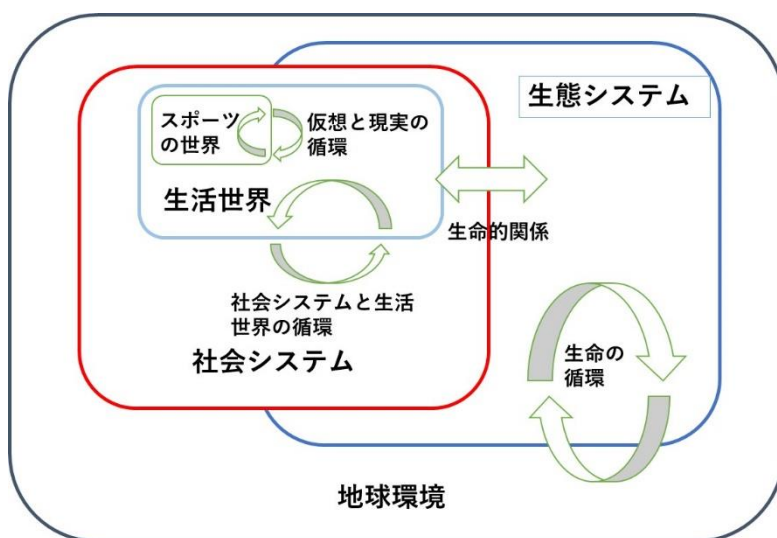 生態システム
スポーツ
の世界
仮想と現実の
循環
生活世界
生命的関係
社会システムと生活
世界の循環
社会システム
生命の
循環
地球環境